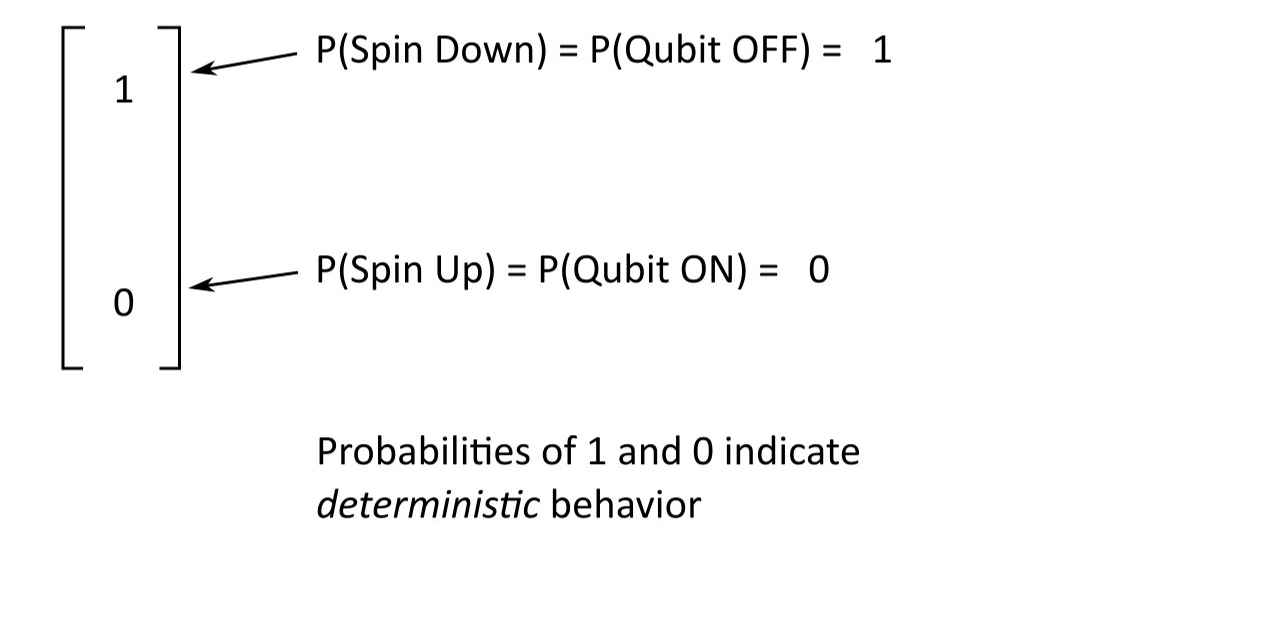 P(Spin Down) = P(Qubit OFF) = 1
1
P(Spin Up) = P(Qubit ON) = 0
0
Probabilities of 1 and 0 indicate
deterministic behavior